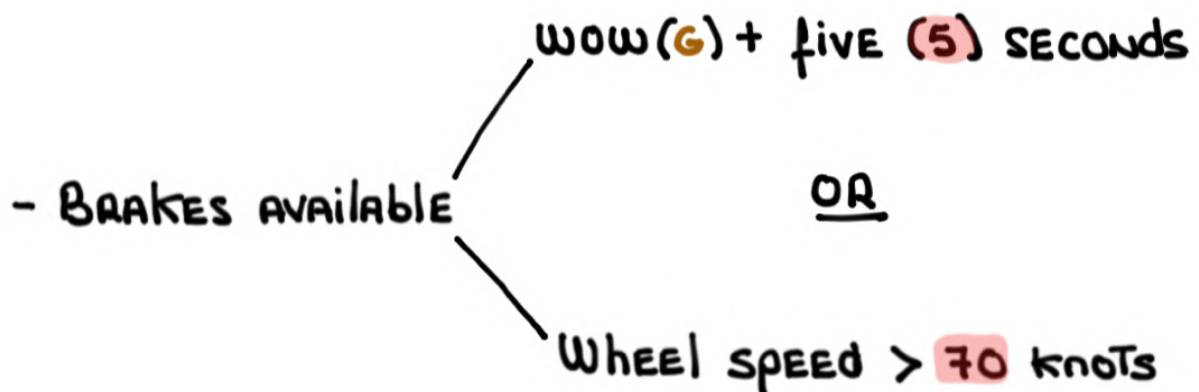 WOW (G) + FIVE (5) SECONDS
- BRAKES AVAILABLE
OR
WHEEL SPEED > 70 KNOTS